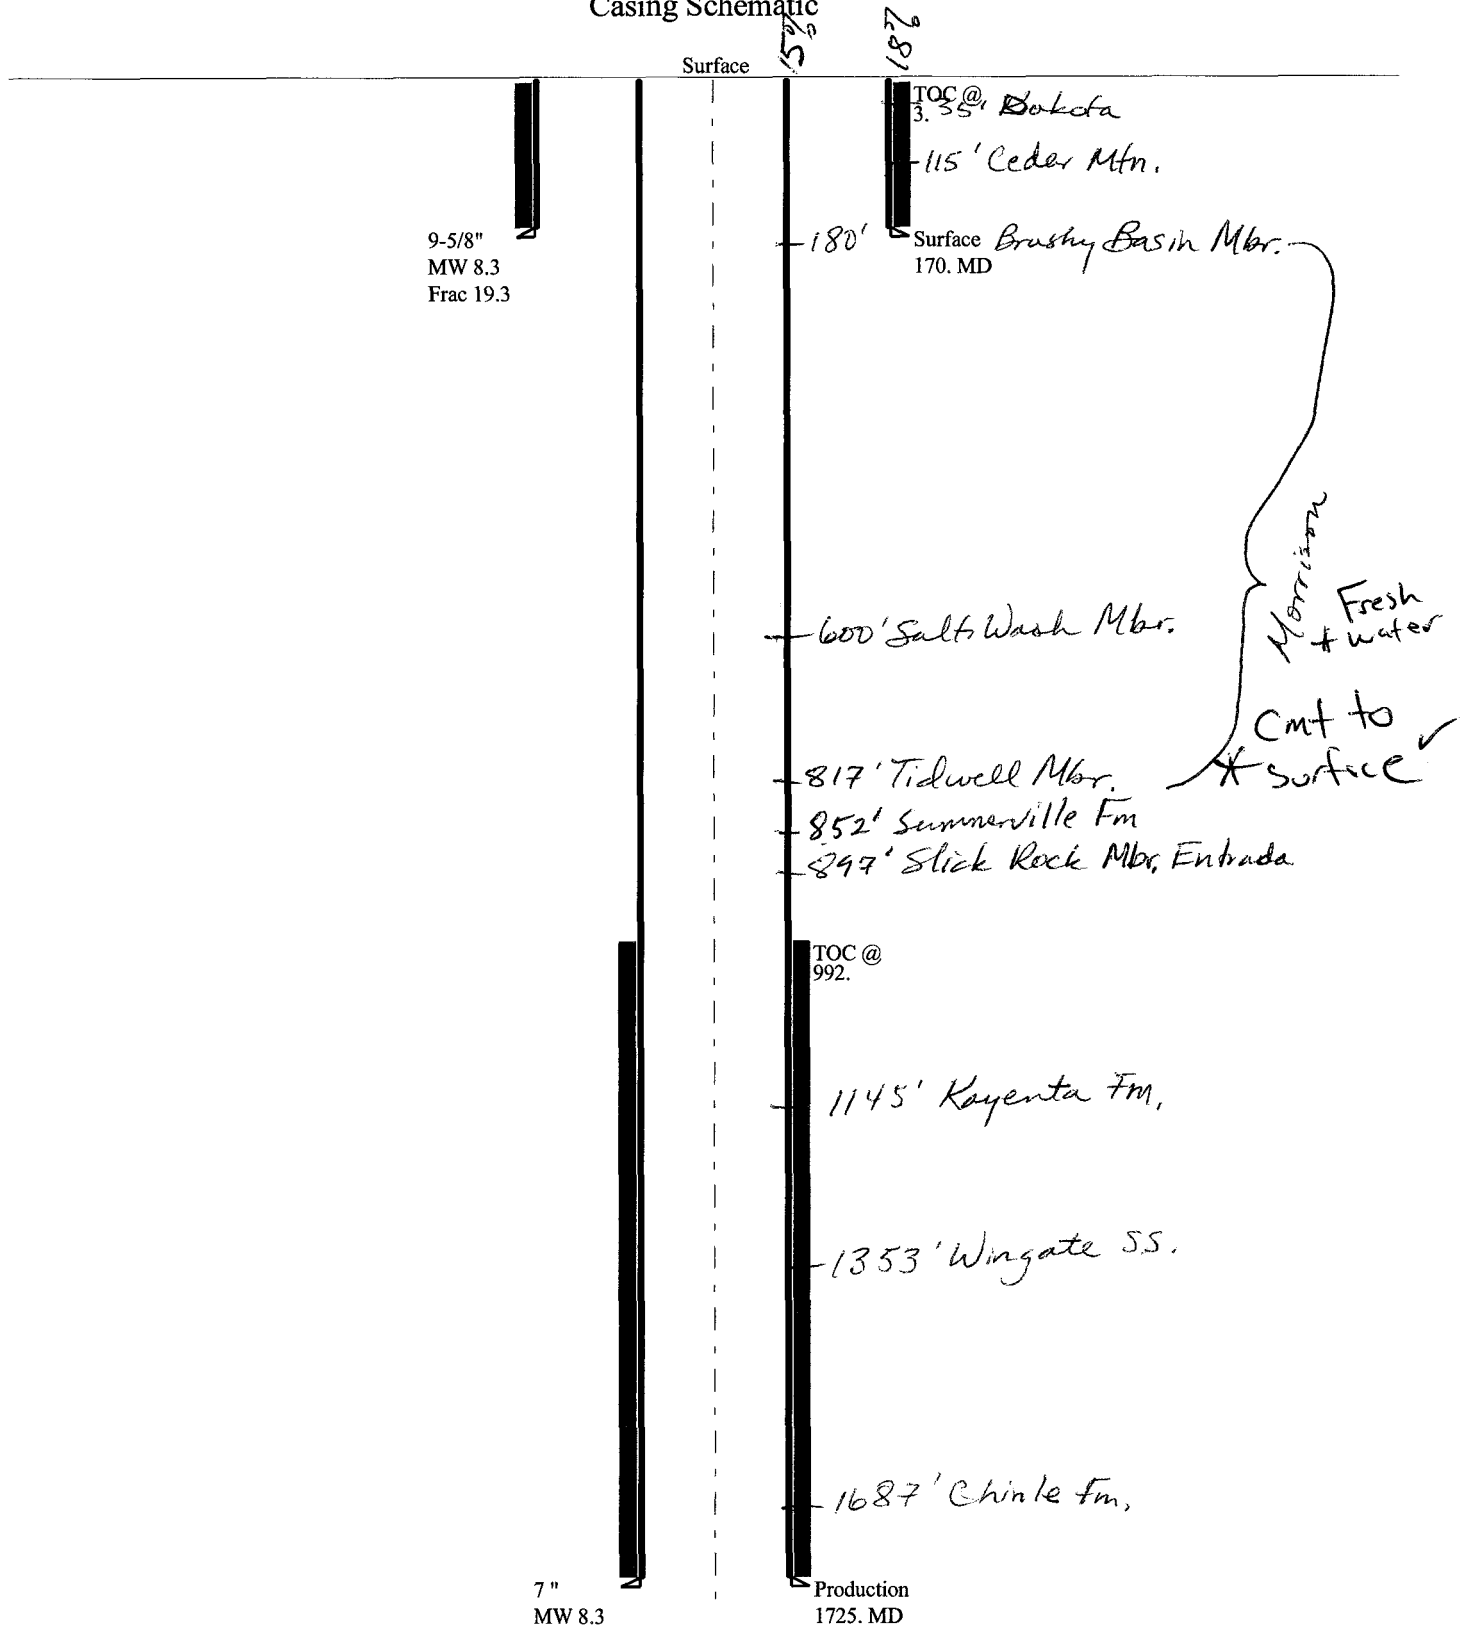 Casing Schematic
15%
18%
Surface
TOC @
3.
35' Dakota
115' Cedar Mtn.
9-5/8"
MW 8.3
Frac 19.3
180'
Surface
170. MD
Brushy Basin Mbr.
Morrison
Fresh
* water
600' Salt Wash Mbr.
Cmt to
* surface ✓
817' Tidwell Mbr.
852' Summerville Fm
897' Slick Rock Mbr, Entrada
TOC @
992.
1145' Kayenta Fm,
1353' Wingate SS.
1687' Chinle Fm,
7 "
MW 8.3
Production
1725. MD